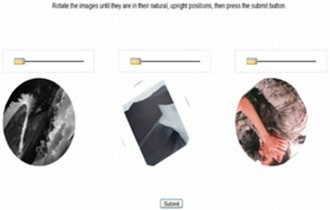 Rotate the images until they are in their natural, upright positions, then press the submit button.
Submit